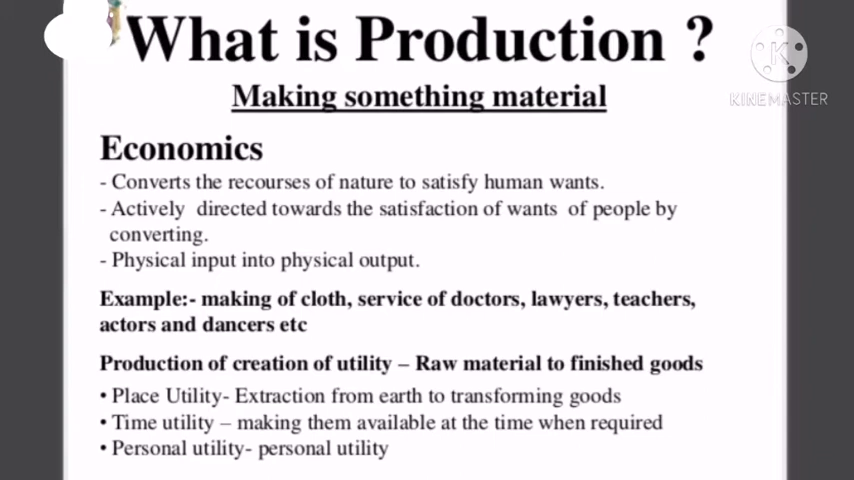 What is Production ?
KINEMASTER
Making something material
Economics
- Converts the recourses of nature to satisfy human wants.
- Actively directed towards the satisfaction of wants of people by
converting.
- Physical input into physical output.
Example:- making of cloth, service of doctors, lawyers, teachers,
actors and dancers etc
Production of creation of utility – Raw material to finished goods
• Place Utility- Extraction from earth to transforming goods
• Time utility – making them available at the time when required
• Personal utility- personal utility